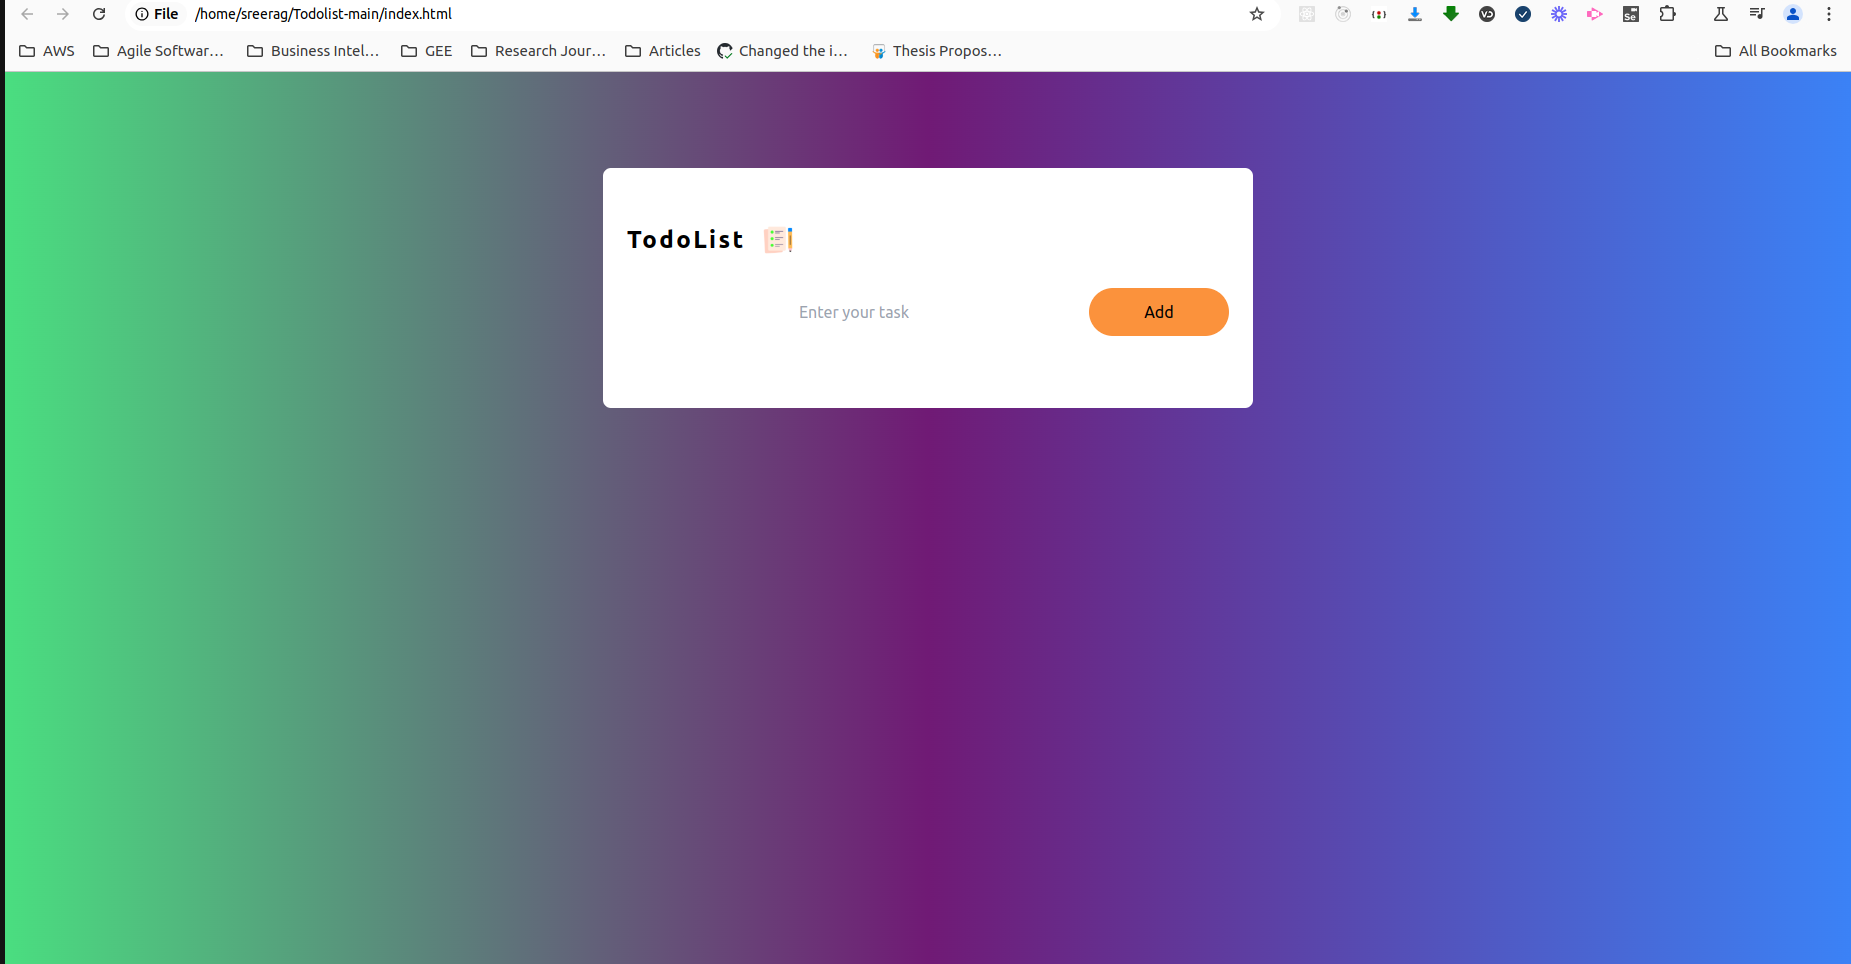 File /home/sreerag/Todolist-main/index.html
AWS Agile Softwar... Business Intel... GEE Research Jour... Articles Changed the i... Thesis Propos... All Bookmarks
TodoList
Enter your task Add